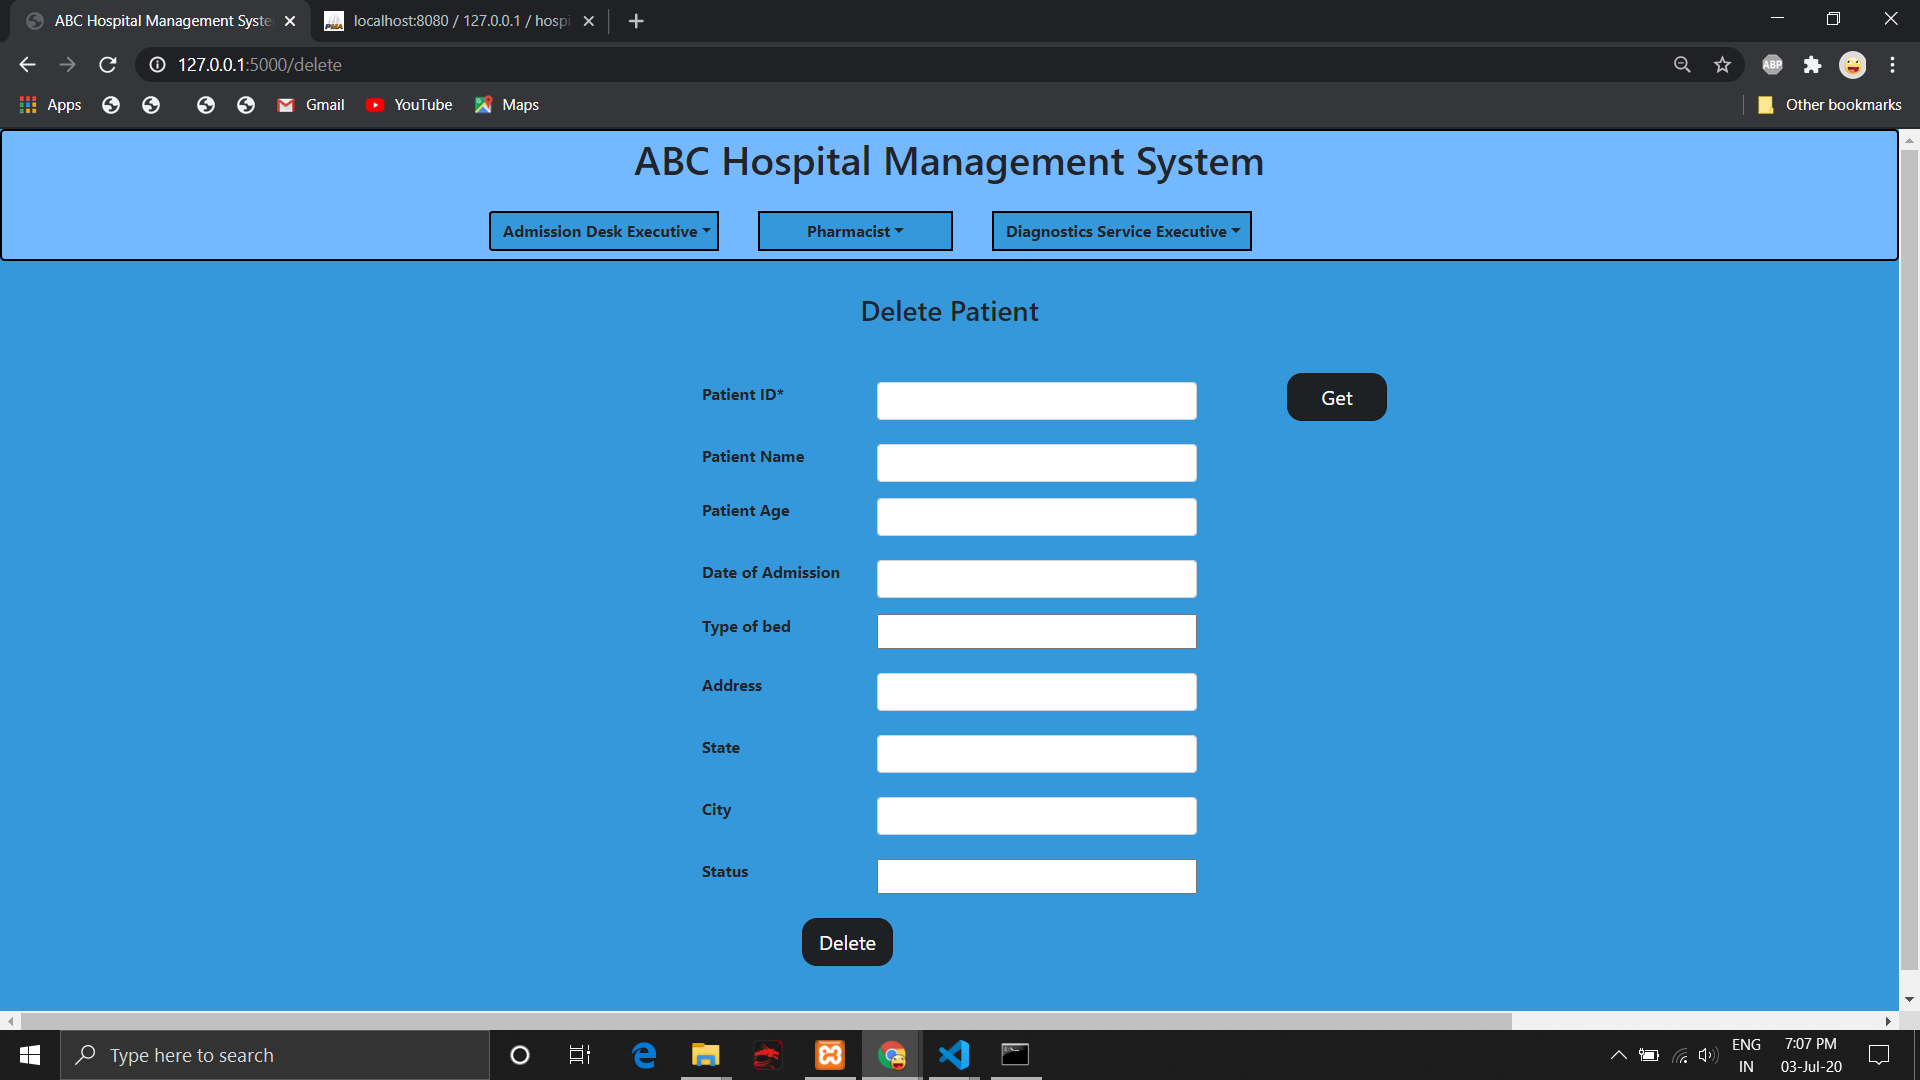 ABC Hospital Management Syste
localhost:8080 / 127.0.0.1 / hospi
127.0.0.1:5000/delete
ABP
Apps
Gmail
YouTube
Maps
Other bookmarks
ABC Hospital Management System
Admission Desk Executive
Pharmacist
Diagnostics Service Executive
Delete Patient
Patient ID*
Get
Patient Name
Patient Age
Date of Admission
Type of bed
Address
State
City
Status
Delete
Type here to search
ENG
IN
7:07 PM
03-Jul-20